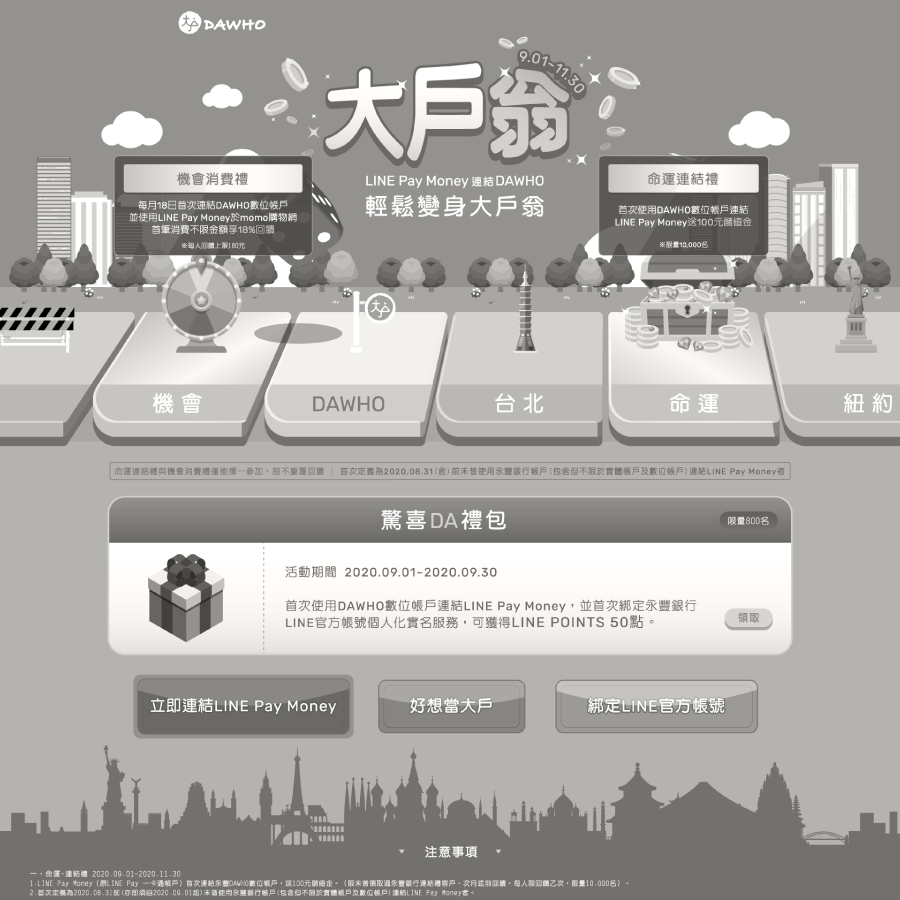 大戶 DAWHO
9.01-11.30
大戶翁
LINE Pay Money 連結DAWHO
輕鬆變身大戶翁
機會消費禮
每月18日首次連結DAWHO數位帳戶
並使用LINE Pay Money於momo購物網
首筆消費不限金額享18%回饋
※每人回饋上限180元
命運連結禮
首次使用DAWHO數位帳戶連結
LINE Pay Money送100元儲值金
※限量10,000名
大戶
機會
DAWHO
台北
命運
紐約
命運連結禮與機會消費禮僅能擇一參加，恕不重覆回饋 | 首次定義為2020.08.31(含)前未曾使用永豐銀行帳戶(包含但不限於實體帳戶及數位帳戶)連結LINE Pay Money者
驚喜DA禮包
限量800名
活動期間 2020.09.01-2020.09.30
首次使用DAWHO數位帳戶連結LINE Pay Money，並首次綁定永豐銀行
LINE官方帳號個人化實名服務，可獲得LINE POINTS 50點。
領取
立即連結LINE Pay Money
好想當大戶
綁定LINE官方帳號
注意事項
一、命運-連結禮 2020.09.01-2020.11.30
1.LINE Pay Money (原LINE Pay 一卡通帳戶) 首次連結永豐DAWHO數位帳戶，送100元儲值金。(限未曾領取過永豐銀行連結禮客戶，次月底前回饋，每人限回饋乙次，限量10,000名)。
2.首次定義為2020.08.31前(亦即須自2020.09.01起)未曾使用永豐銀行帳戶(包含但不限於實體帳戶及數位帳戶)連結LINE Pay Money者。